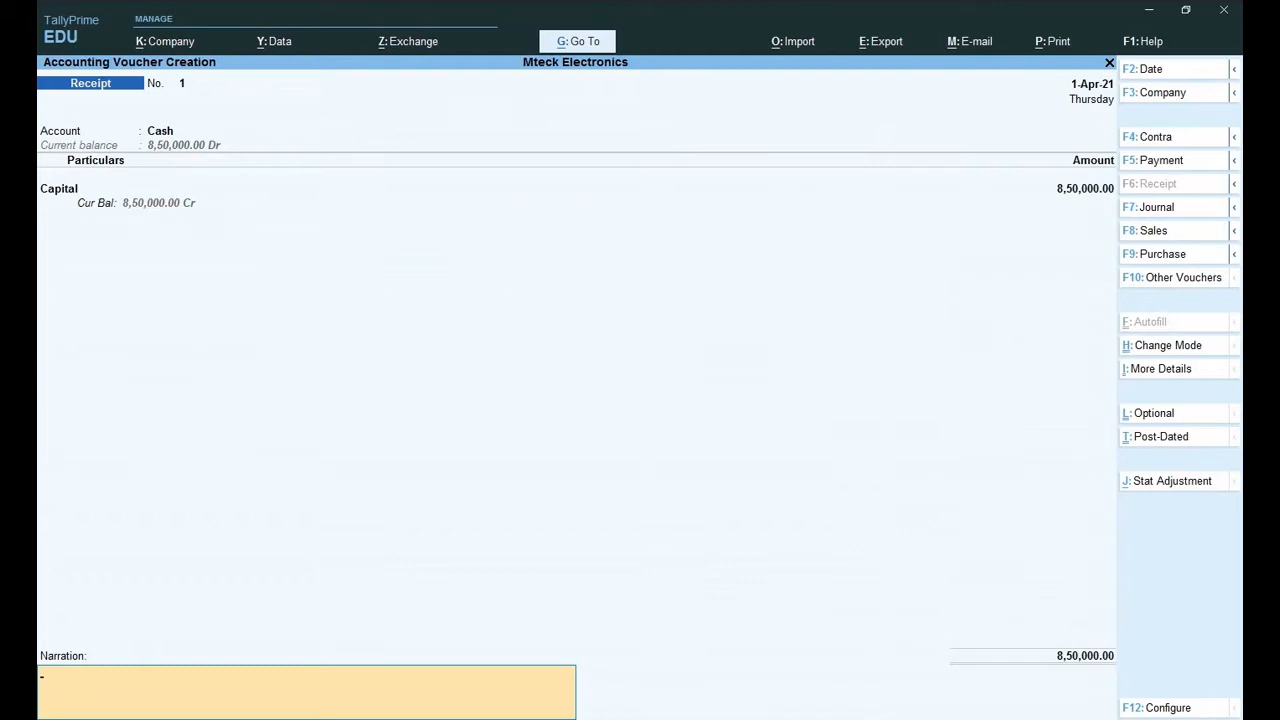 TallyPrime
EDU
MANAGE
K: Company
Y: Data
Z: Exchange
G: Go To
O: Import
E: Export
M: E-mail
P: Print
F1: Help
Accounting Voucher Creation
Mteck Electronics
Receipt
No. 1
1-Apr-21
Thursday
Account : Cash
Current balance : 8,50,000.00 Dr
Particulars
Amount
Capital
8,50,000.00
Cur Bal: 8,50,000.00 Cr
Narration:
8,50,000.00
F2: Date
F3: Company
F4: Contra
F5: Payment
F6: Receipt
F7: Journal
F8: Sales
F9: Purchase
F10: Other Vouchers
E: Autofill
H: Change Mode
I: More Details
L: Optional
T: Post-Dated
J: Stat Adjustment
F12: Configure